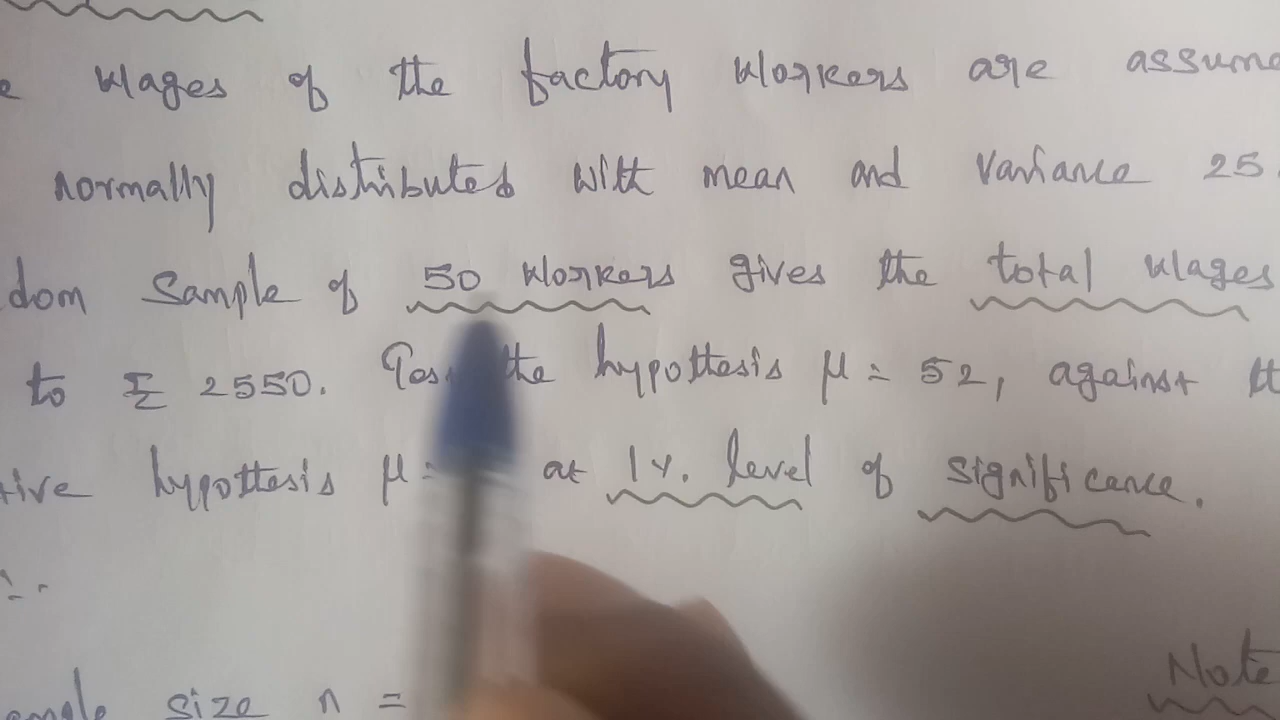 e wages of the factory workers are assume
normally distributed with mean and variance 25.
dom sample of 50 workers gives the total wages
to Σ 2550. the hypothesis μ = 52, against
tive hypothesis μ = at 1%. level of significance.
:-
size n =
Note